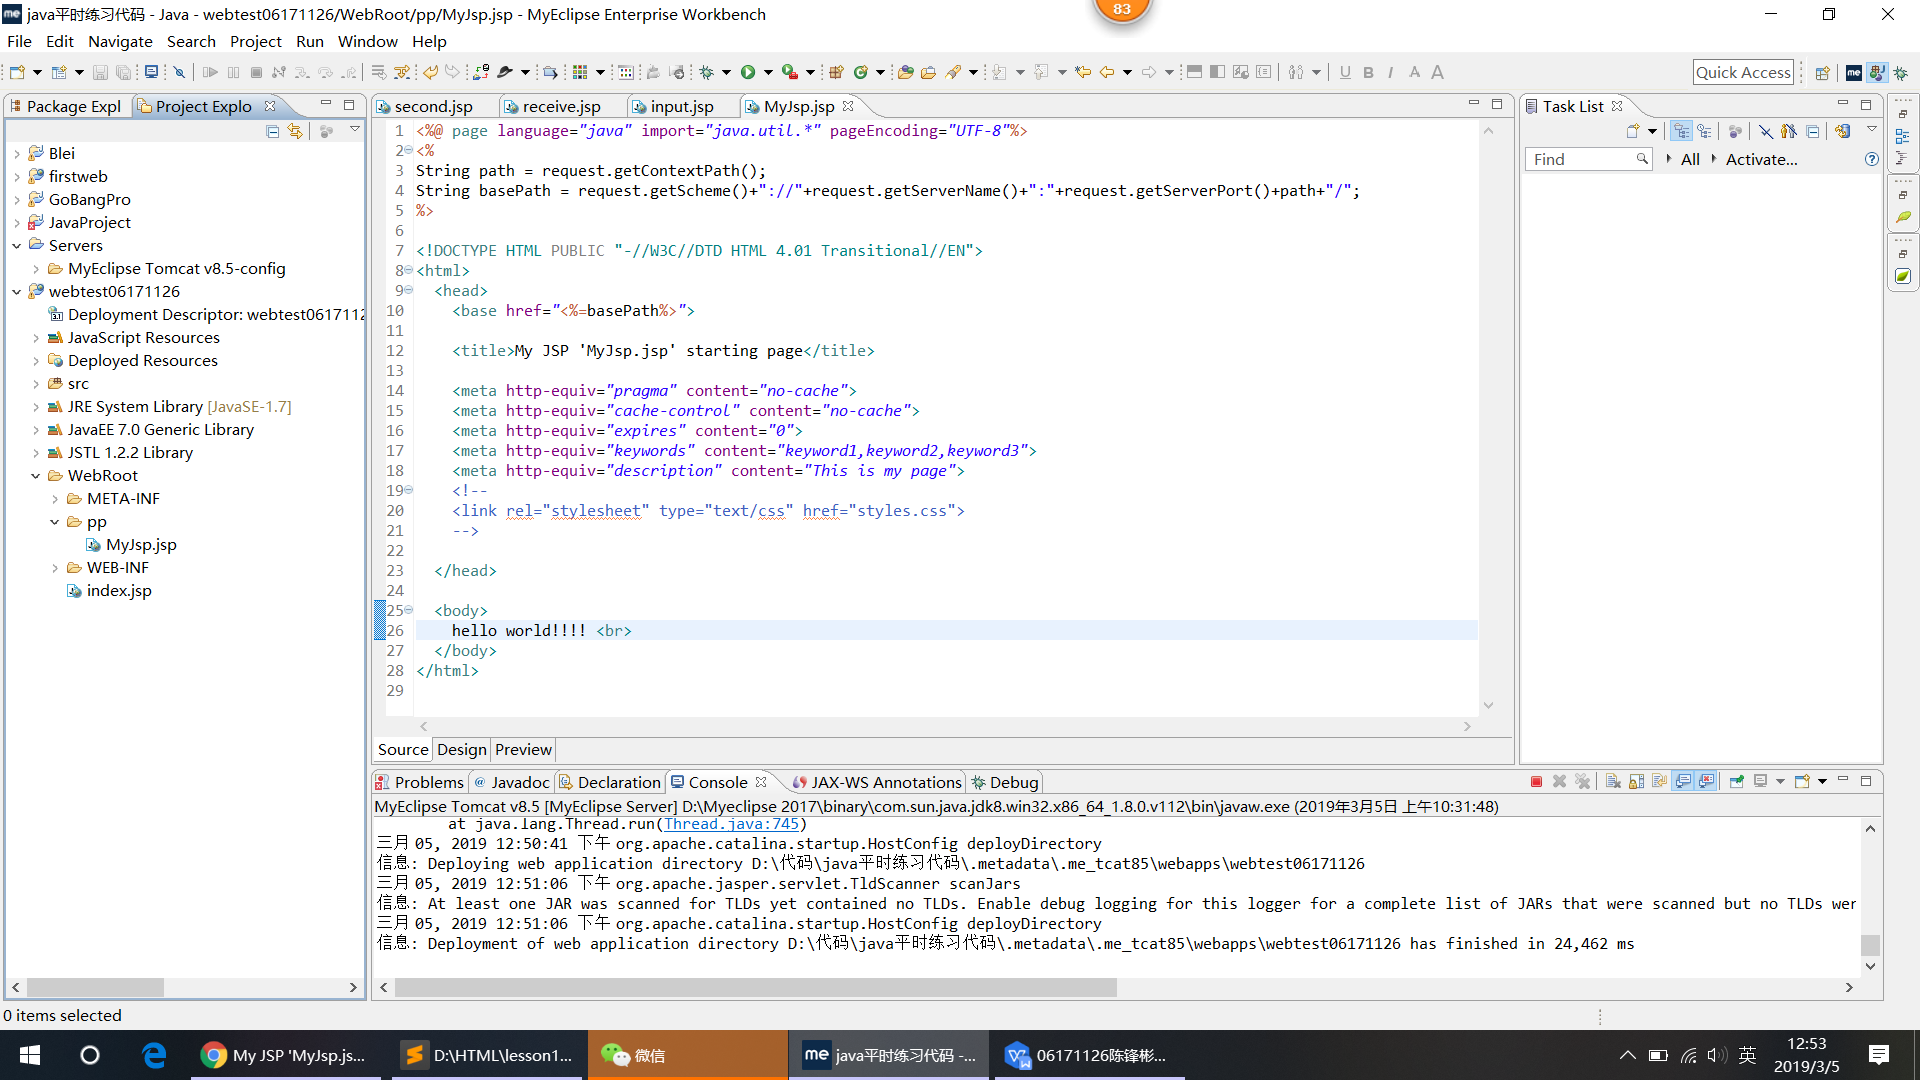 java平时练习代码 - Java - webtest06171126/WebRoot/pp/MyJsp.jsp - MyEclipse Enterprise Workbench
83
File Edit Navigate Search Project Run Window Help
Quick Access
Package Expl Project Explo
second.jsp receive.jsp input.jsp MyJsp.jsp
Task List
Find All Activate...
Blei
firstweb
GoBangPro
JavaProject
Servers
MyEclipse Tomcat v8.5-config
webtest06171126
Deployment Descriptor: webtest0617112
JavaScript Resources
Deployed Resources
src
JRE System Library [JavaSE-1.7]
JavaEE 7.0 Generic Library
JSTL 1.2.2 Library
WebRoot
META-INF
pp
MyJsp.jsp
WEB-INF
index.jsp
1 <%@ page language="java" import="java.util.*" pageEncoding="UTF-8"%>
2 <%
3 String path = request.getContextPath();
4 String basePath = request.getScheme()+"://"+request.getServerName()+":"+request.getServerPort()+path+"/";
5 %>
6
7 <!DOCTYPE HTML PUBLIC "-//W3C//DTD HTML 4.01 Transitional//EN">
8 <html>
9 <head>
10 <base href="<%=basePath%>">
11
12 <title>My JSP 'MyJsp.jsp' starting page</title>
13
14 <meta http-equiv="pragma" content="no-cache">
15 <meta http-equiv="cache-control" content="no-cache">
16 <meta http-equiv="expires" content="0">
17 <meta http-equiv="keywords" content="keyword1,keyword2,keyword3">
18 <meta http-equiv="description" content="This is my page">
19 <!--
20 <link rel="stylesheet" type="text/css" href="styles.css">
21 -->
22
23 </head>
24
25 <body>
26 hello world!!!! <br>
27 </body>
28 </html>
29
Source Design Preview
Problems Javadoc Declaration Console JAX-WS Annotations Debug
MyEclipse Tomcat v8.5 [MyEclipse Server] D:\Myeclipse 2017\binary\com.sun.java.jdk8.win32.x86_64_1.8.0.v112\bin\javaw.exe (2019年3月5日 上午10:31:48)
at java.lang.Thread.run(Thread.java:745)
三月 05, 2019 12:50:41 下午 org.apache.catalina.startup.HostConfig deployDirectory
信息: Deploying web application directory D:\代码\java平时练习代码\.metadata\.me_tcat85\webapps\webtest06171126
三月 05, 2019 12:51:06 下午 org.apache.jasper.servlet.TldScanner scanJars
信息: At least one JAR was scanned for TLDs yet contained no TLDs. Enable debug logging for this logger for a complete list of JARs that were scanned but no TLDs wer
三月 05, 2019 12:51:06 下午 org.apache.catalina.startup.HostConfig deployDirectory
信息: Deployment of web application directory D:\代码\java平时练习代码\.metadata\.me_tcat85\webapps\webtest06171126 has finished in 24,462 ms
0 items selected
My JSP 'MyJsp.js... D:\HTML\lesson1... 微信 java平时练习代码 -... 06171126陈锋彬... 英 12:53
2019/3/5